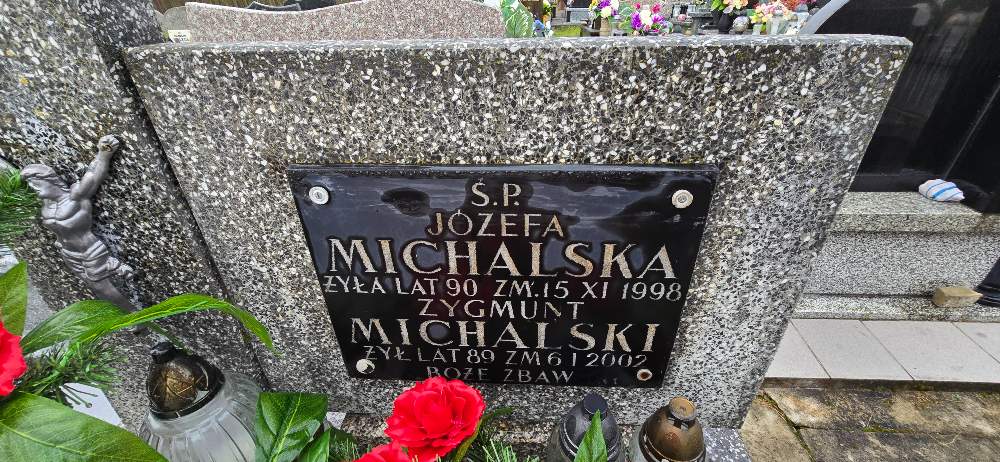 Ś.P.
JÓZEFA
MICHALSKA
ŻYŁA LAT 90 ZM. 15 XI 1998
ZYGMUNT
MICHALSKI
ŻYŁ LAT 89 ZM 6 I 2002
BOŻE ZBAW